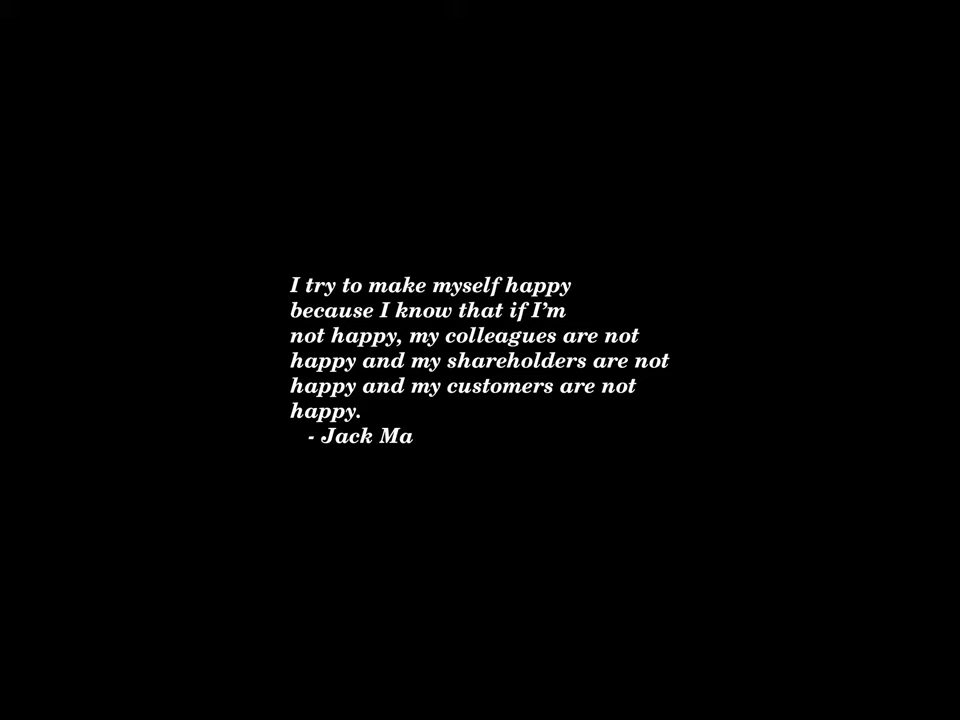 I try to make myself happy
because I know that if I’m
not happy, my colleagues are not
happy and my shareholders are not
happy and my customers are not
happy.
- Jack Ma